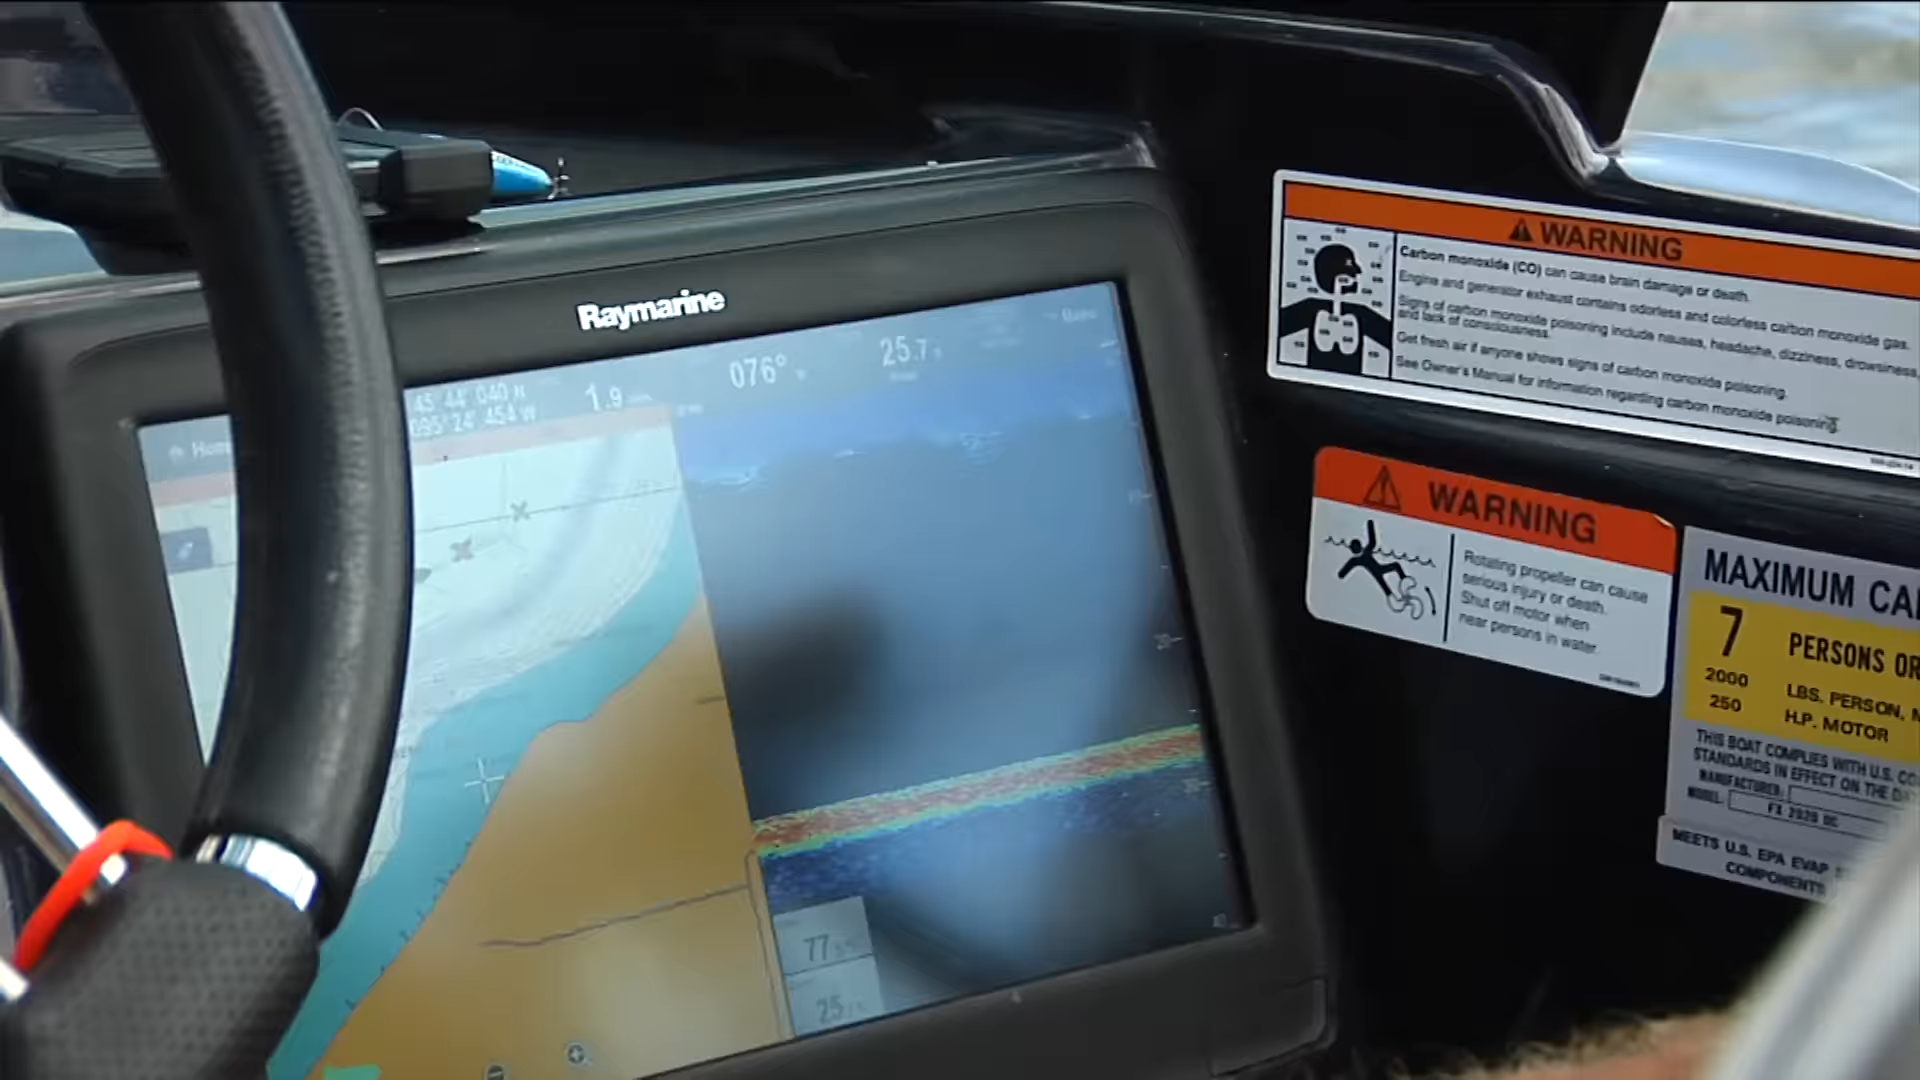 Raymarine
45°44'.040 N
095°24'.454 W
1.9
076°
25.7
Home
77
25
WARNING
Carbon monoxide (CO) can cause brain damage or death.
Engine and generator exhaust contains odorless and colorless carbon monoxide gas.
Signs of carbon monoxide poisoning include nausea, headache, dizziness, drowsiness,
and lack of consciousness.
Get fresh air if anyone shows signs of carbon monoxide poisoning.
See Owner's Manual for information regarding carbon monoxide poisoning.
WARNING
Rotating propeller can cause
serious injury or death.
Shut off motor when
near persons in water.
MAXIMUM CA
7 PERSONS OR
2000 LBS. PERSON,
250 H.P. MOTOR
THIS BOAT COMPLIES WITH U.S. CO
STANDARDS IN EFFECT ON THE DA
MANUFACTURER:
MODEL: FX 2020 DC
MEETS U.S. EPA EVAP
COMPONENTS